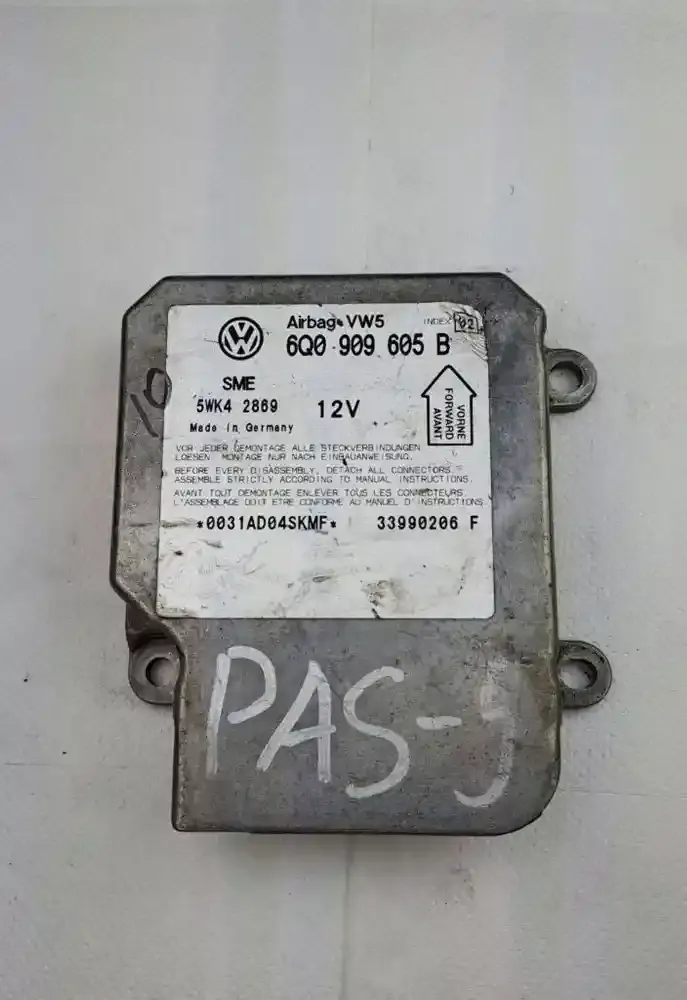 Airbag VW5 INDEX 02
6Q0 909 605 B
SME
5WK4 2869 12V
Made in Germany
VORNE
FORWARD
AVANT
VOR JEDER DEMONTAGE ALLE STECKVERBINDUNGEN
LOESEN. MONTAGE NUR NACH EINBAUANWEISUNG.
BEFORE EVERY DISASSEMBLY, DETACH ALL CONNECTORS.
ASSEMBLE STRICTLY ACCORDING TO MANUAL INSTRUCTIONS.
AVANT TOUT DEMONTAGE ENLEVER TOUS LES CONNECTEURS.
L'ASSEMBLAGE DOIT ETRE CONFORME AU MANUEL D'INSTRUCTIONS
*0031AD04SKMF* 33990206 F
10
PAS-5